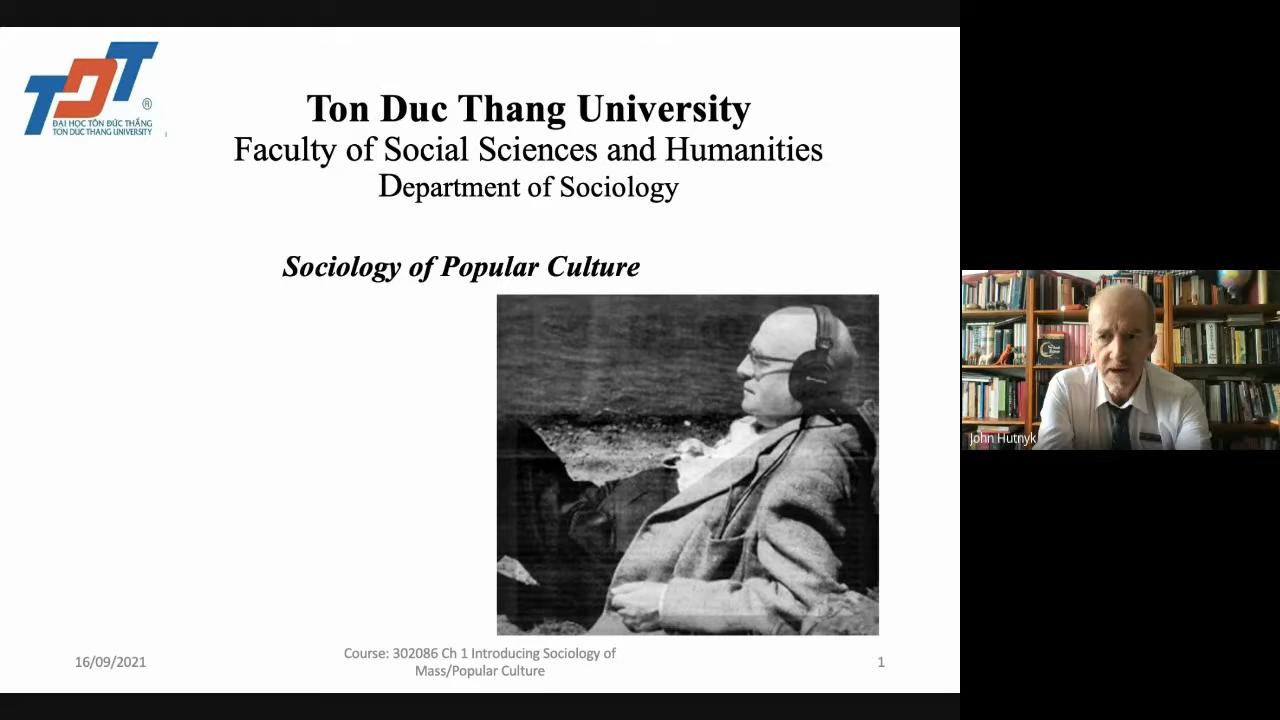 TDT
®
ĐẠI HỌC TÔN ĐỨC THẮNG
TON DUC THANG UNIVERSITY
Ton Duc Thang University
Faculty of Social Sciences and Humanities
Department of Sociology
Sociology of Popular Culture
16/09/2021
Course: 302086 Ch 1 Introducing Sociology of
Mass/Popular Culture
1
John Hutnyk